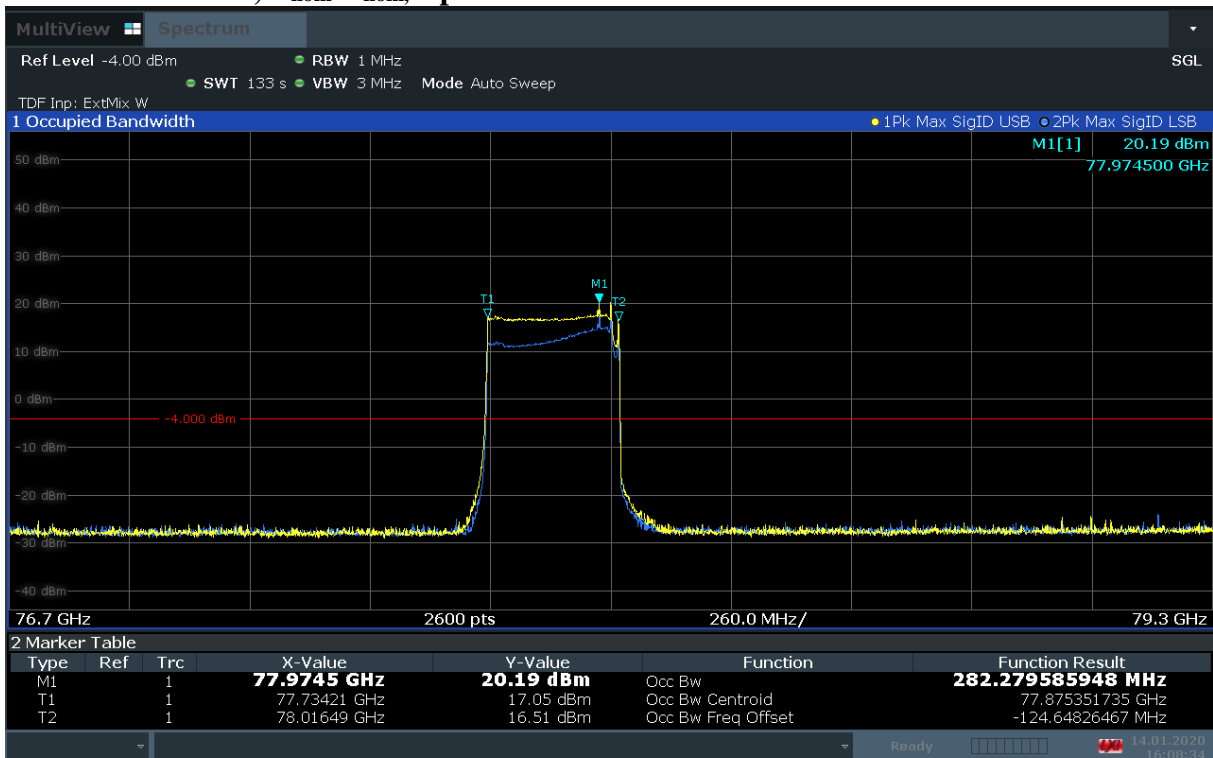 MultiView Spectrum
Ref Level -4.00 dBm RBW 1 MHz SGL
SWT 133 s VBW 3 MHz Mode Auto Sweep
TDF Inp: ExtMix W
1 Occupied Bandwidth 1Pk Max SigID USB 2Pk Max SigID LSB
M1[1] 20.19 dBm
77.974500 GHz
50 dBm
40 dBm
30 dBm
M1
20 dBm T1 T2
10 dBm
0 dBm
-4.000 dBm
-10 dBm
-20 dBm
-30 dBm
-40 dBm
76.7 GHz 2600 pts 260.0 MHz/ 79.3 GHz
2 Marker Table
Type Ref Trc X-Value Y-Value Function Function Result
M1 1 77.9745 GHz 20.19 dBm Occ Bw 282.279585948 MHz
T1 1 77.73421 GHz 17.05 dBm Occ Bw Centroid 77.875351735 GHz
T2 1 78.01649 GHz 16.51 dBm Occ Bw Freq Offset -124.64826467 MHz
Ready 14.01.2020
16:08:34